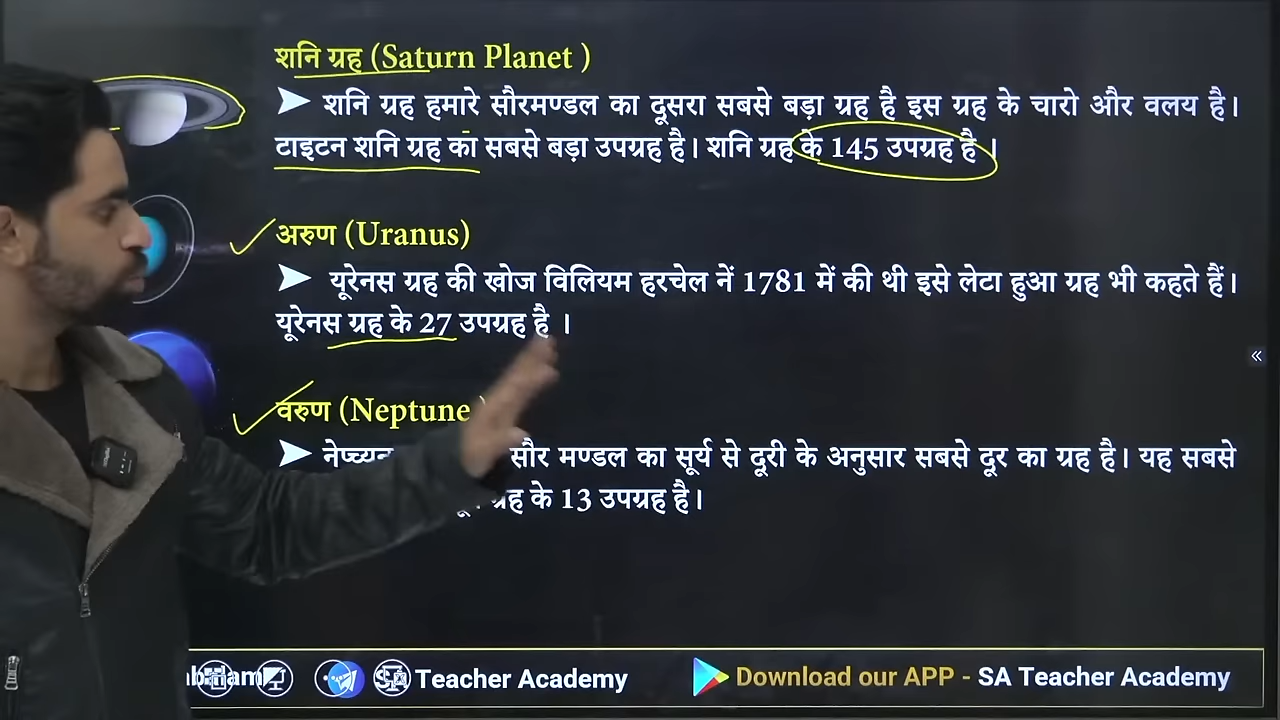 शनि ग्रह (Saturn Planet )
➤ शनि ग्रह हमारे सौरमण्डल का दूसरा सबसे बड़ा ग्रह है इस ग्रह के चारो और वलय है।
टाइटन शनि ग्रह का सबसे बड़ा उपग्रह है। शनि ग्रह के 145 उपग्रह है ।
अरुण (Uranus)
➤ यूरेनस ग्रह की खोज विलियम हरचेल नें 1781 में की थी इसे लेटा हुआ ग्रह भी कहते हैं।
यूरेनस ग्रह के 27 उपग्रह है ।
वरुण (Neptune
➤ सौर मण्डल का सूर्य से दूरी के अनुसार सबसे दूर का ग्रह है। यह सबसे
ग्रह के 13 उपग्रह है।
Teacher Academy
Download our APP - SA Teacher Academy